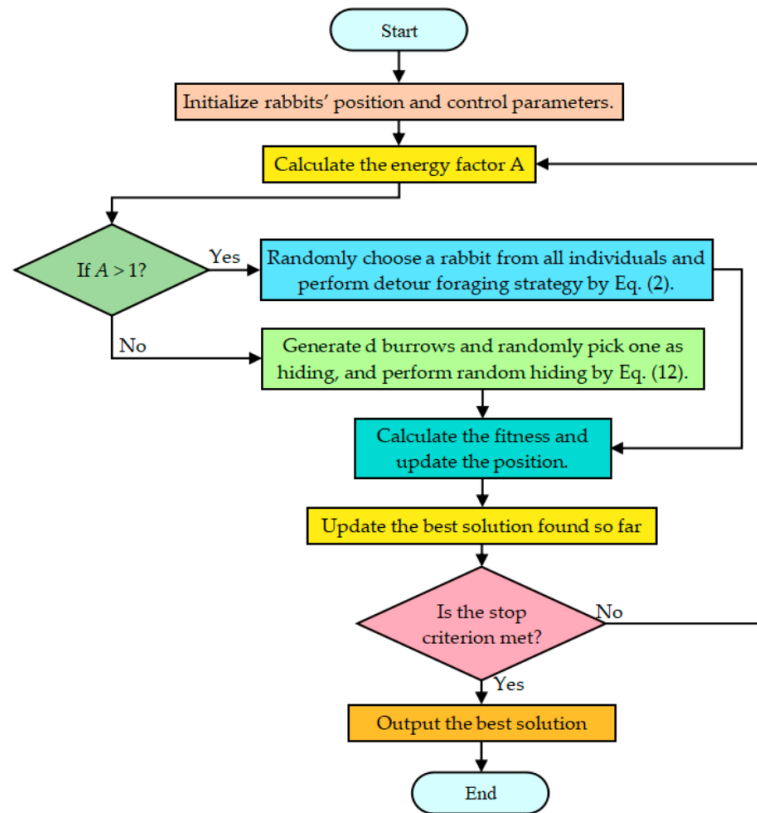 Start
Initialize rabbits' position and control parameters.
Calculate the energy factor A
If A > 1?
Yes
Randomly choose a rabbit from all individuals and
perform detour foraging strategy by Eq. (2).
No
Generate d burrows and randomly pick one as
hiding, and perform random hiding by Eq. (12).
Calculate the fitness and
update the position.
Update the best solution found so far
Is the stop
criterion met?
No
Yes
Output the best solution
End